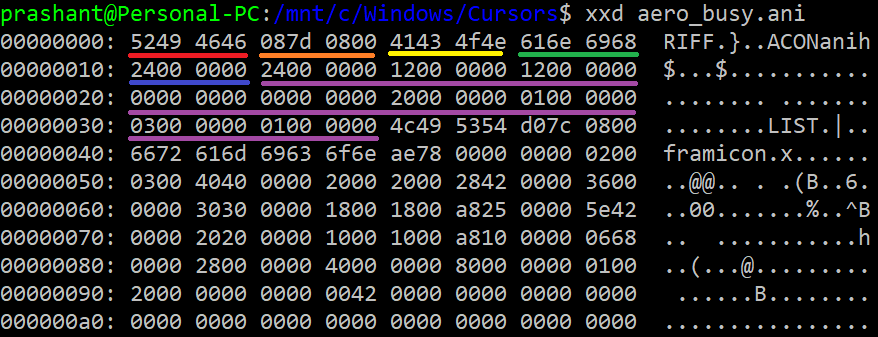 prashant@Personal-PC:/mnt/c/Windows/Cursors$ xxd aero_busy.ani
00000000: 5249 4646 087d 0800 4143 4f4e 616e 6968  RIFF.}..ACONanih
00000010: 2400 0000 2400 0000 1200 0000 1200 0000  $...$...........
00000020: 0000 0000 0000 0000 2000 0000 0100 0000  ........ .......
00000030: 0300 0000 0100 0000 4c49 5354 d07c 0800  ........LIST.|..
00000040: 6672 616d 6963 6f6e ae78 0000 0000 0200  framicon.x......
00000050: 0300 4040 0000 2000 2000 2842 0000 3600  ..@@.. . .(B..6.
00000060: 0000 3030 0000 1800 1800 a825 0000 5e42  ..00.......%..^B
00000070: 0000 2020 0000 1000 1000 a810 0000 0668  ..  ...........h
00000080: 0000 2800 0000 4000 0000 8000 0000 0100  ..(...@.........
00000090: 2000 0000 0000 0042 0000 0000 0000 0000   ......B........
000000a0: 0000 0000 0000 0000 0000 0000 0000 0000  ................